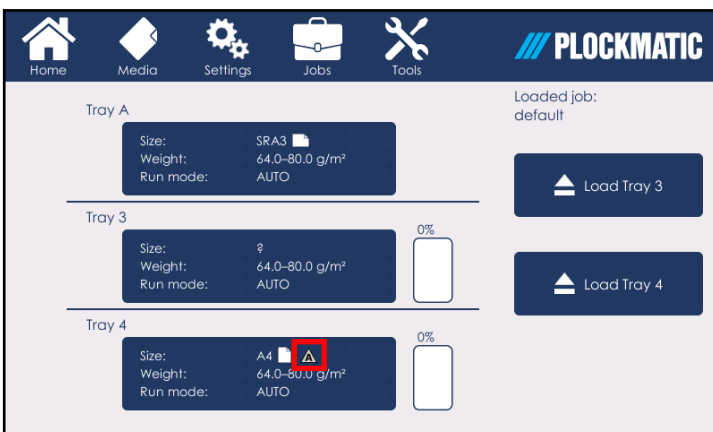 Home Media Settings Jobs Tools
PLOCKMATIC
Loaded job:
default
Tray A
Size: SRA3
Weight: 64.0–80.0 g/m²
Run mode: AUTO
Load Tray 3
Tray 3
0%
Size: ?
Weight: 64.0–80.0 g/m²
Run mode: AUTO
Load Tray 4
Tray 4
0%
Size: A4
Weight: 64.0–80.0 g/m²
Run mode: AUTO